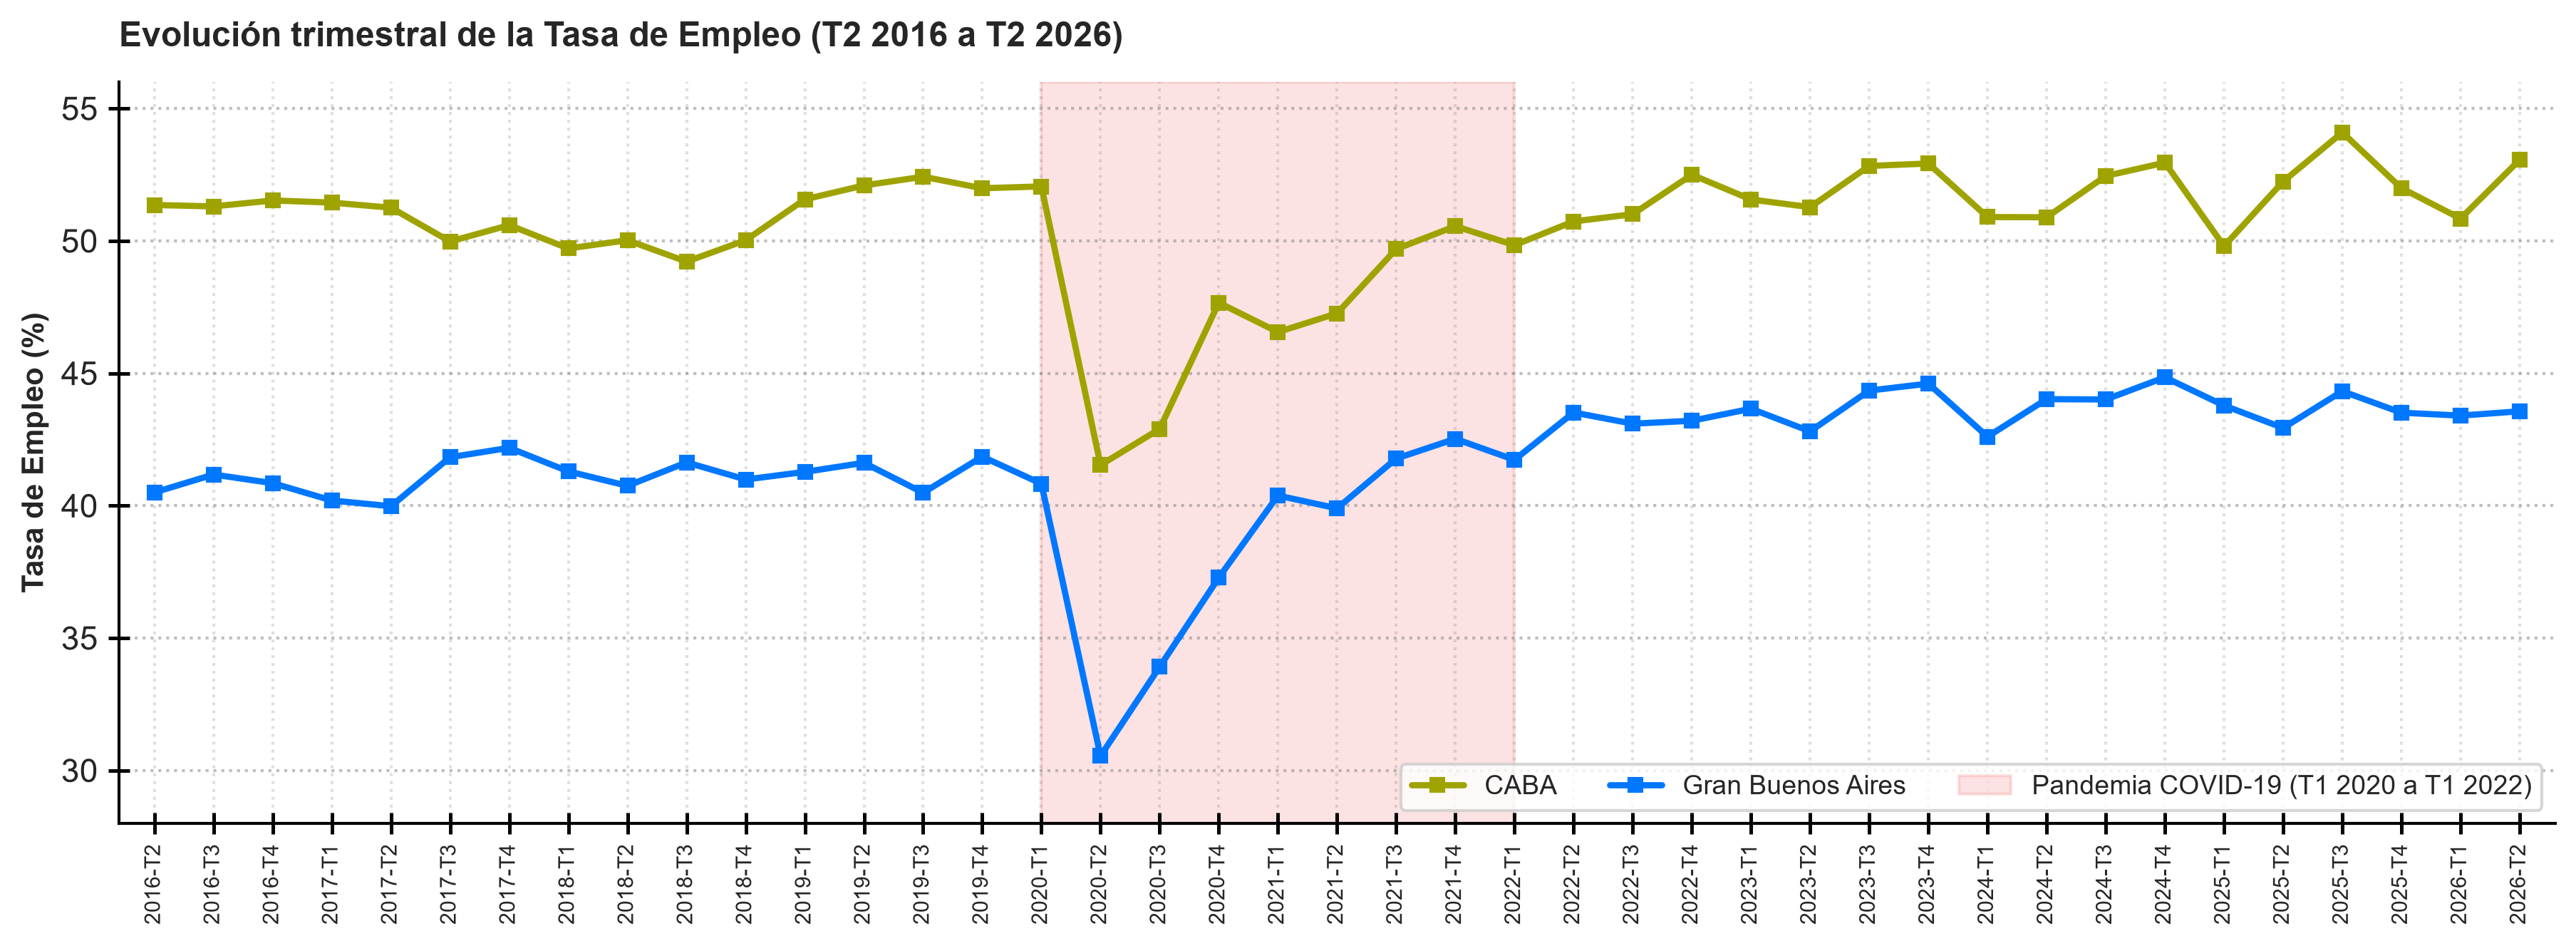 Evolución trimestral de la Tasa de Empleo (T2 2016 a T2 2026)
Tasa de Empleo (%)
55
50
45
40
35
30
CABA
Gran Buenos Aires
Pandemia COVID-19 (T1 2020 a T1 2022)
2016-T2
2016-T3
2016-T4
2017-T1
2017-T2
2017-T3
2017-T4
2018-T1
2018-T2
2018-T3
2018-T4
2019-T1
2019-T2
2019-T3
2019-T4
2020-T1
2020-T2
2020-T3
2020-T4
2021-T1
2021-T2
2021-T3
2021-T4
2022-T1
2022-T2
2022-T3
2022-T4
2023-T1
2023-T2
2023-T3
2023-T4
2024-T1
2024-T2
2024-T3
2024-T4
2025-T1
2025-T2
2025-T3
2025-T4
2026-T1
2026-T2